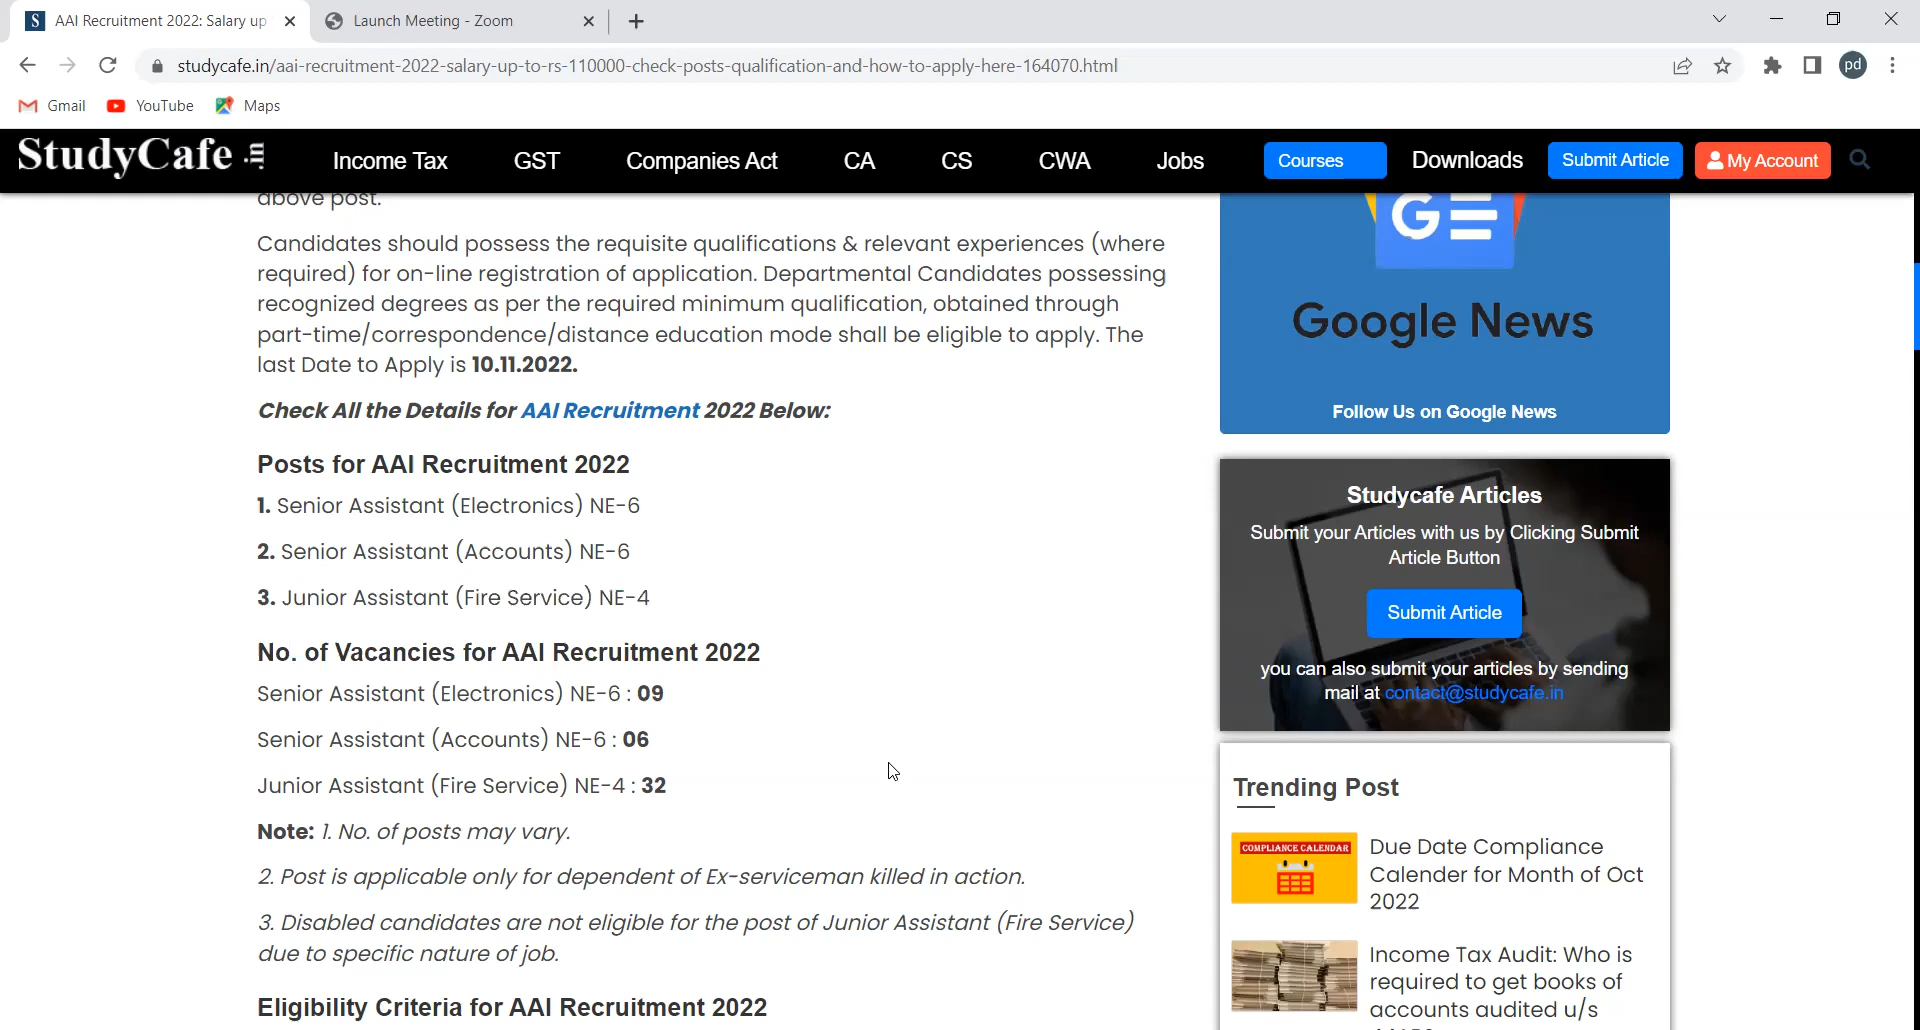 AAI Recruitment 2022: Salary up
Launch Meeting - Zoom
studycafe.in/aai-recruitment-2022-salary-up-to-rs-110000-check-posts-qualification-and-how-to-apply-here-164070.html
pd
Gmail YouTube Maps
StudyCafe .in Income Tax GST Companies Act CA CS CWA Jobs Courses Downloads Submit Article My Account
above post.
Candidates should possess the requisite qualifications & relevant experiences (where
required) for on-line registration of application. Departmental Candidates possessing
recognized degrees as per the required minimum qualification, obtained through
part-time/correspondence/distance education mode shall be eligible to apply. The
last Date to Apply is 10.11.2022.
Check All the Details for AAI Recruitment 2022 Below:
Posts for AAI Recruitment 2022
1. Senior Assistant (Electronics) NE-6
2. Senior Assistant (Accounts) NE-6
3. Junior Assistant (Fire Service) NE-4
No. of Vacancies for AAI Recruitment 2022
Senior Assistant (Electronics) NE-6 : 09
Senior Assistant (Accounts) NE-6 : 06
Junior Assistant (Fire Service) NE-4 : 32
Note: 1. No. of posts may vary.
2. Post is applicable only for dependent of Ex-serviceman killed in action.
3. Disabled candidates are not eligible for the post of Junior Assistant (Fire Service)
due to specific nature of job.
Eligibility Criteria for AAI Recruitment 2022
G
Google News
Follow Us on Google News
Studycafe Articles
Submit your Articles with us by Clicking Submit
Article Button
Submit Article
you can also submit your articles by sending
mail at contact@studycafe.in
Trending Post
COMPLIANCE CALENDAR
Due Date Compliance
Calender for Month of Oct
2022
Income Tax Audit: Who is
required to get books of
accounts audited u/s